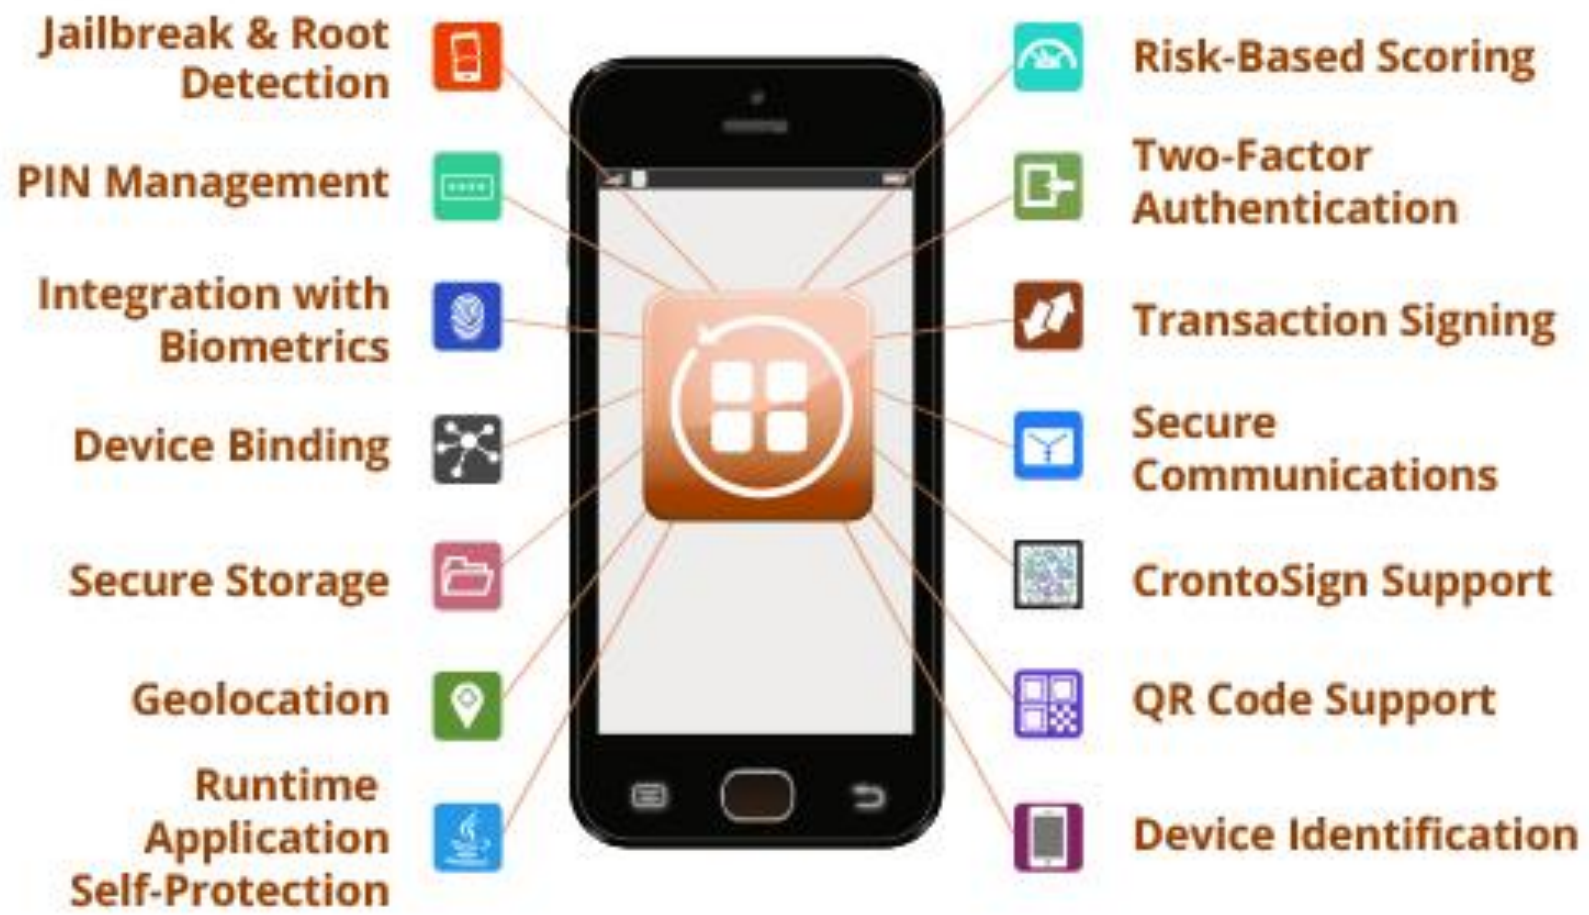 Jailbreak & Root
Detection
PIN Management
Integration with
Biometrics
Device Binding
Secure Storage
Geolocation
Runtime
Application
Self-Protection
Risk-Based Scoring
Two-Factor
Authentication
Transaction Signing
Secure
Communications
CrontoSign Support
QR Code Support
Device Identification